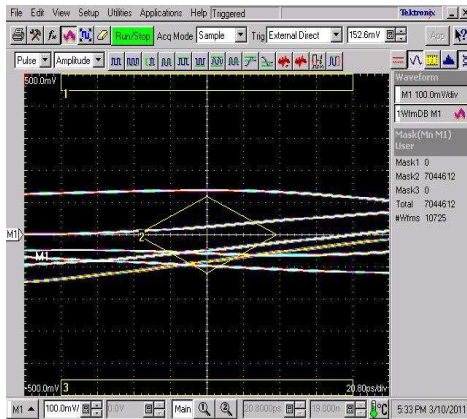 File Edit View Setup Utilities Applications Help Triggered Tektronix
Run/Stop Acq Mode Sample Trig External Direct 152.6mV App
Pulse Amplitude
500.0mV
1
Waveform
M1 100.0mV/div
1WfmDB M1
Mask(Mn M1)
User
Mask1 0
Mask2 7044612
Mask3 0
Total 7044612
#Wfms 10725
M1
2
M1
-500.0mV
3
20.80ps/div
M1 100.0mV/ 0.0V Main 20.8000ps 19.000n °C 5:33 PM 3/10/201